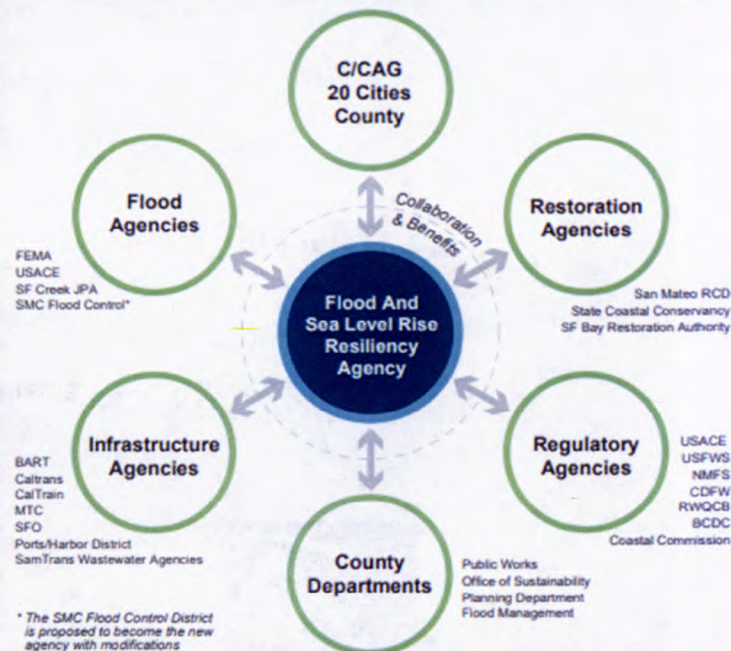 C/CAG
20 Cities
County
Flood
Agencies
FEMA
USACE
SF Creek JPA
SMC Flood Control*
Collaboration
& Benefits
Restoration
Agencies
San Mateo RCD
State Coastal Conservancy
SF Bay Restoration Authority
Flood And
Sea Level Rise
Resiliency
Agency
Infrastructure
Agencies
BART
Caltrans
CalTrain
MTC
SFO
Ports/Harbor District
SamTrans Wastewater Agencies
Regulatory
Agencies
USACE
USFWS
NMFS
CDFW
RWQCB
BCDC
Coastal Commission
County
Departments
Public Works
Office of Sustainability
Planning Department
Flood Management
* The SMC Flood Control District
is proposed to become the new
agency with modifications